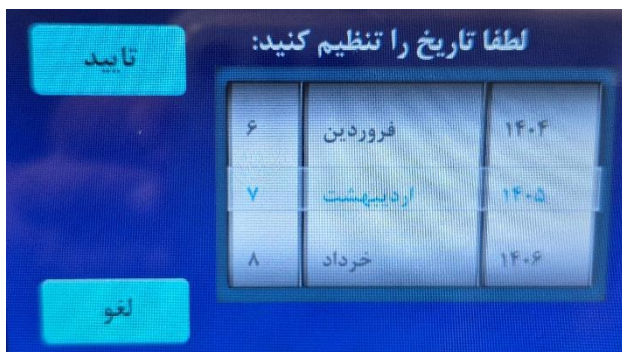 لطفا تاریخ را تنظیم کنید:
تایید
۱۴۰۴ فروردین ۶
۱۴۰۵ اردیبهشت ۷
۱۴۰۶ خرداد ۸
لغو